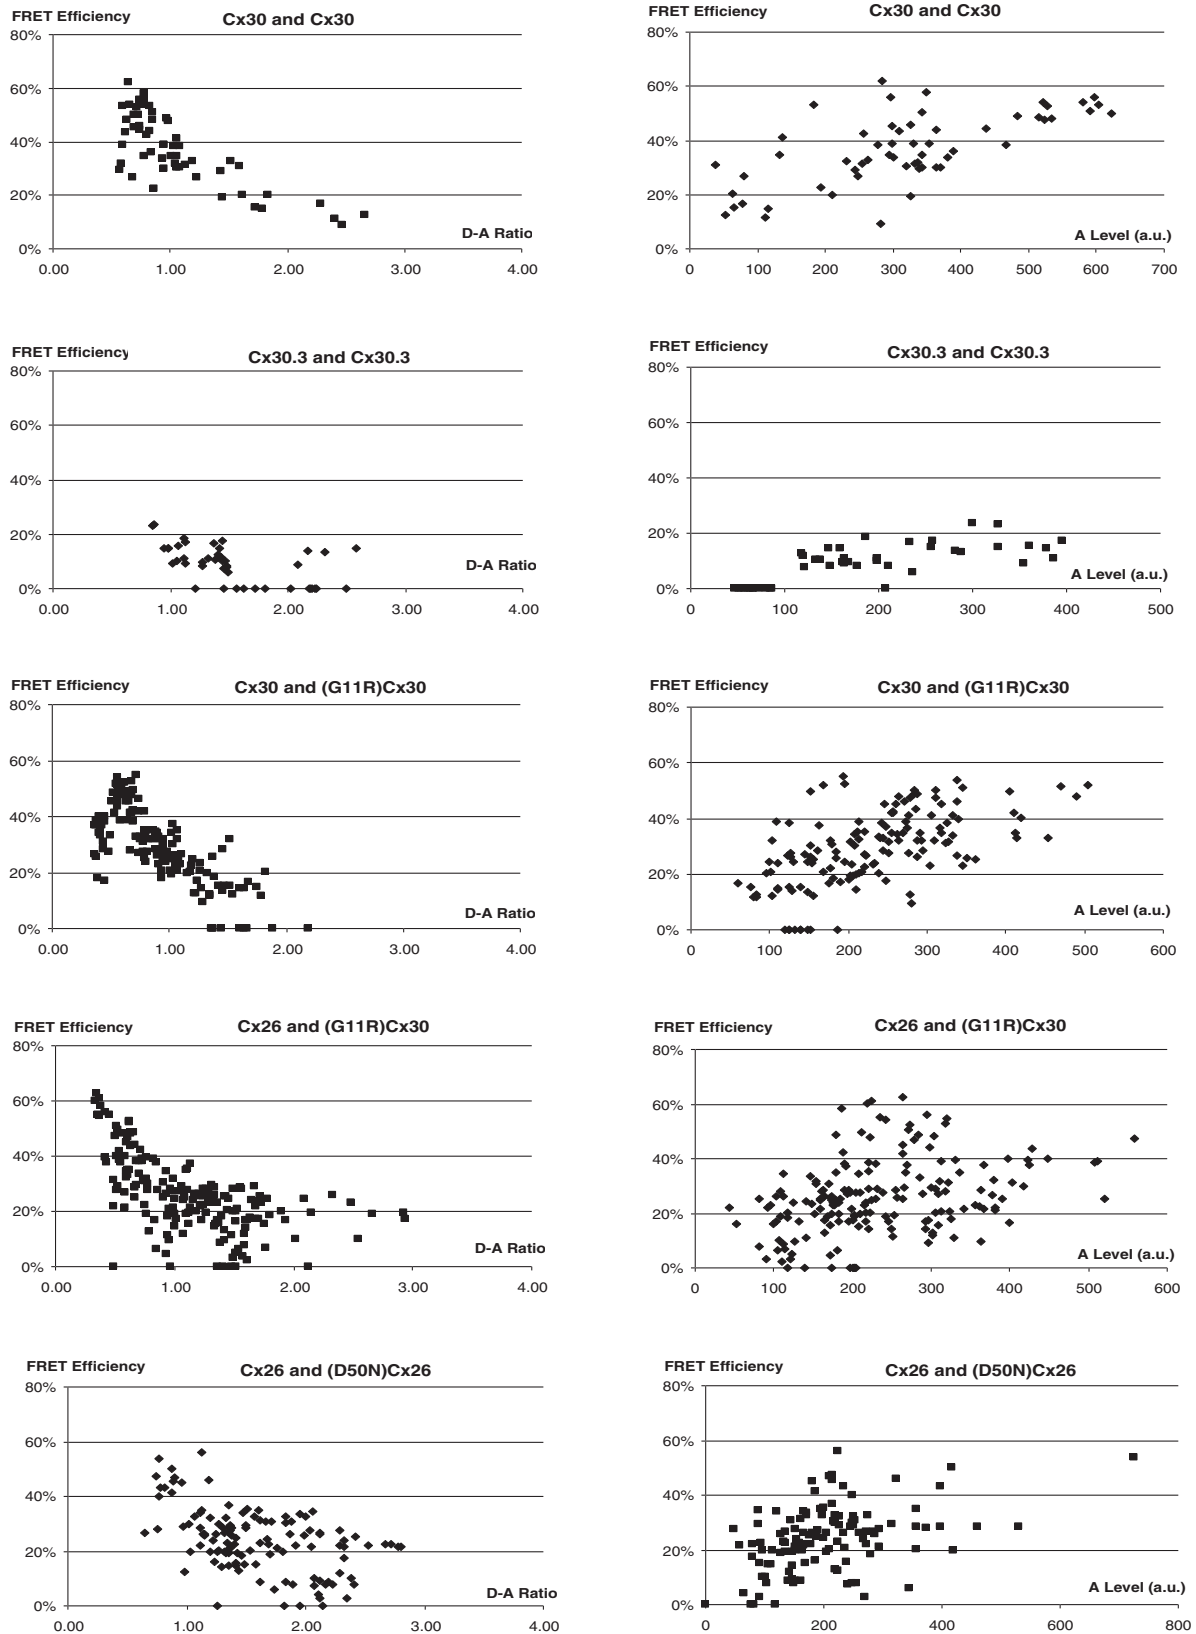 FRET Efficiency
Cx30 and Cx30
80%
60%
40%
20%
0%
D-A Ratio
0.00 1.00 2.00 3.00 4.00
FRET Efficiency
Cx30 and Cx30
80%
60%
40%
20%
0%
A Level (a.u.)
0 100 200 300 400 500 600 700
FRET Efficiency
Cx30.3 and Cx30.3
80%
60%
40%
20%
0%
D-A Ratio
0.00 1.00 2.00 3.00 4.00
FRET Efficiency
Cx30.3 and Cx30.3
80%
60%
40%
20%
0%
A Level (a.u.)
0 100 200 300 400 500
FRET Efficiency
Cx30 and (G11R)Cx30
80%
60%
40%
20%
0%
D-A Ratio
0.00 1.00 2.00 3.00 4.00
FRET Efficiency
Cx30 and (G11R)Cx30
80%
60%
40%
20%
0%
A Level (a.u.)
0 100 200 300 400 500 600
FRET Efficiency
Cx26 and (G11R)Cx30
80%
60%
40%
20%
0%
D-A Ratio
0.00 1.00 2.00 3.00 4.00
FRET Efficiency
Cx26 and (G11R)Cx30
80%
60%
40%
20%
0%
A Level (a.u.)
0 100 200 300 400 500 600
FRET Efficiency
Cx26 and (D50N)Cx26
80%
60%
40%
20%
0%
D-A Ratio
0.00 1.00 2.00 3.00 4.00
FRET Efficiency
Cx26 and (D50N)Cx26
80%
60%
40%
20%
0%
A Level (a.u.)
0 200 400 600 800